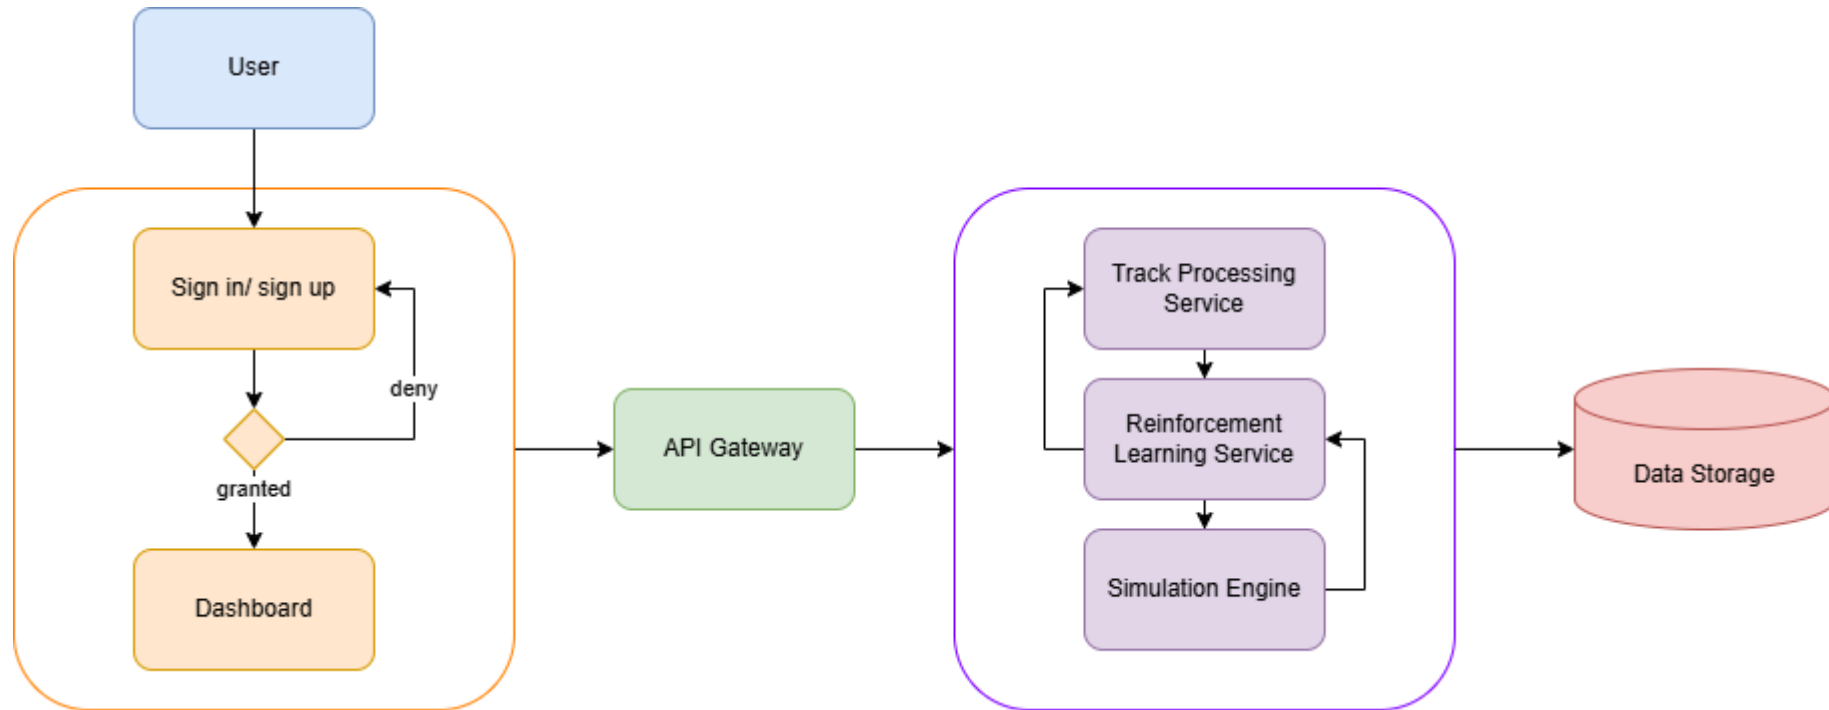 User
Sign in/ sign up
deny
granted
Dashboard
API Gateway
Track Processing
Service
Reinforcement
Learning Service
Simulation Engine
Data Storage